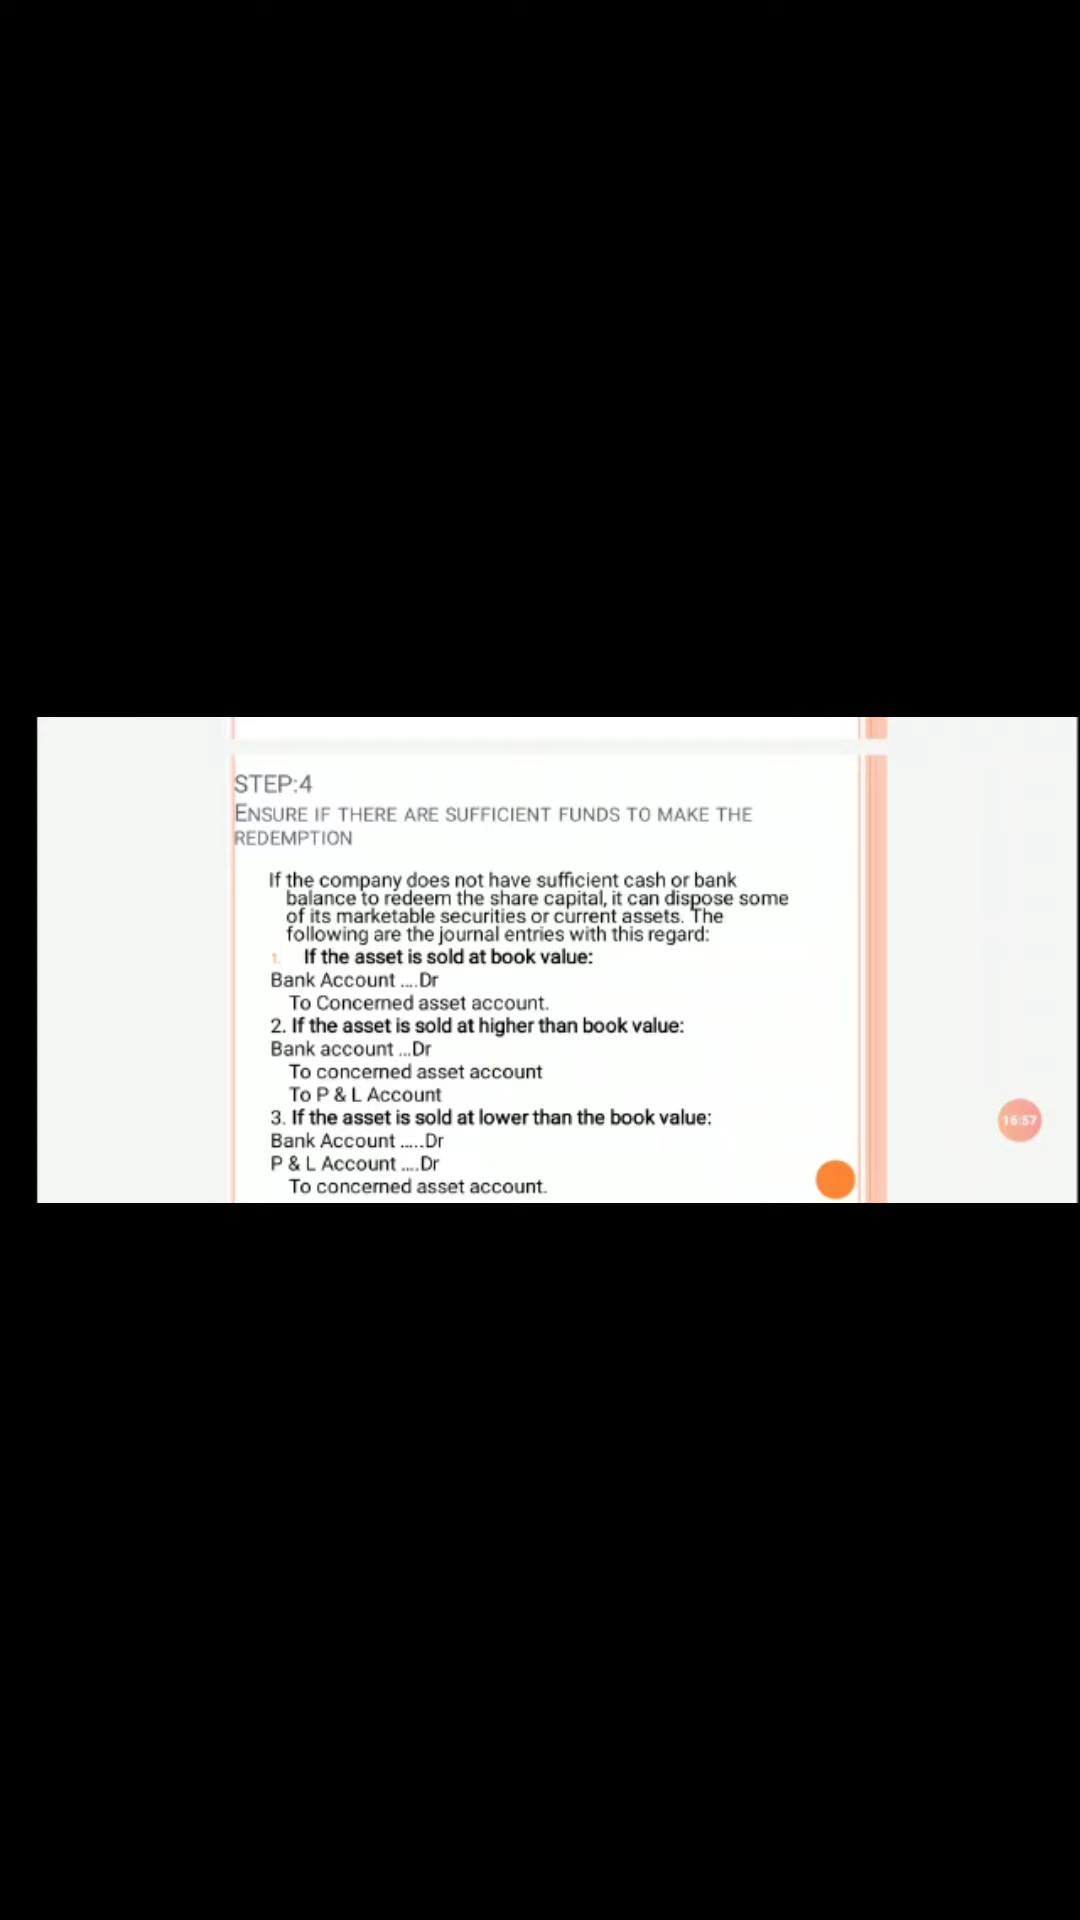 STEP:4
ENSURE IF THERE ARE SUFFICIENT FUNDS TO MAKE THE
REDEMPTION
If the company does not have sufficient cash or bank
balance to redeem the share capital, it can dispose some
of its marketable securities or current assets. The
following are the journal entries with this regard:
1. If the asset is sold at book value:
Bank Account ....Dr
To Concerned asset account.
2. If the asset is sold at higher than book value:
Bank account ...Dr
To concerned asset account
To P & L Account
3. If the asset is sold at lower than the book value:
16:57
Bank Account .....Dr
P & L Account ....Dr
To concerned asset account.